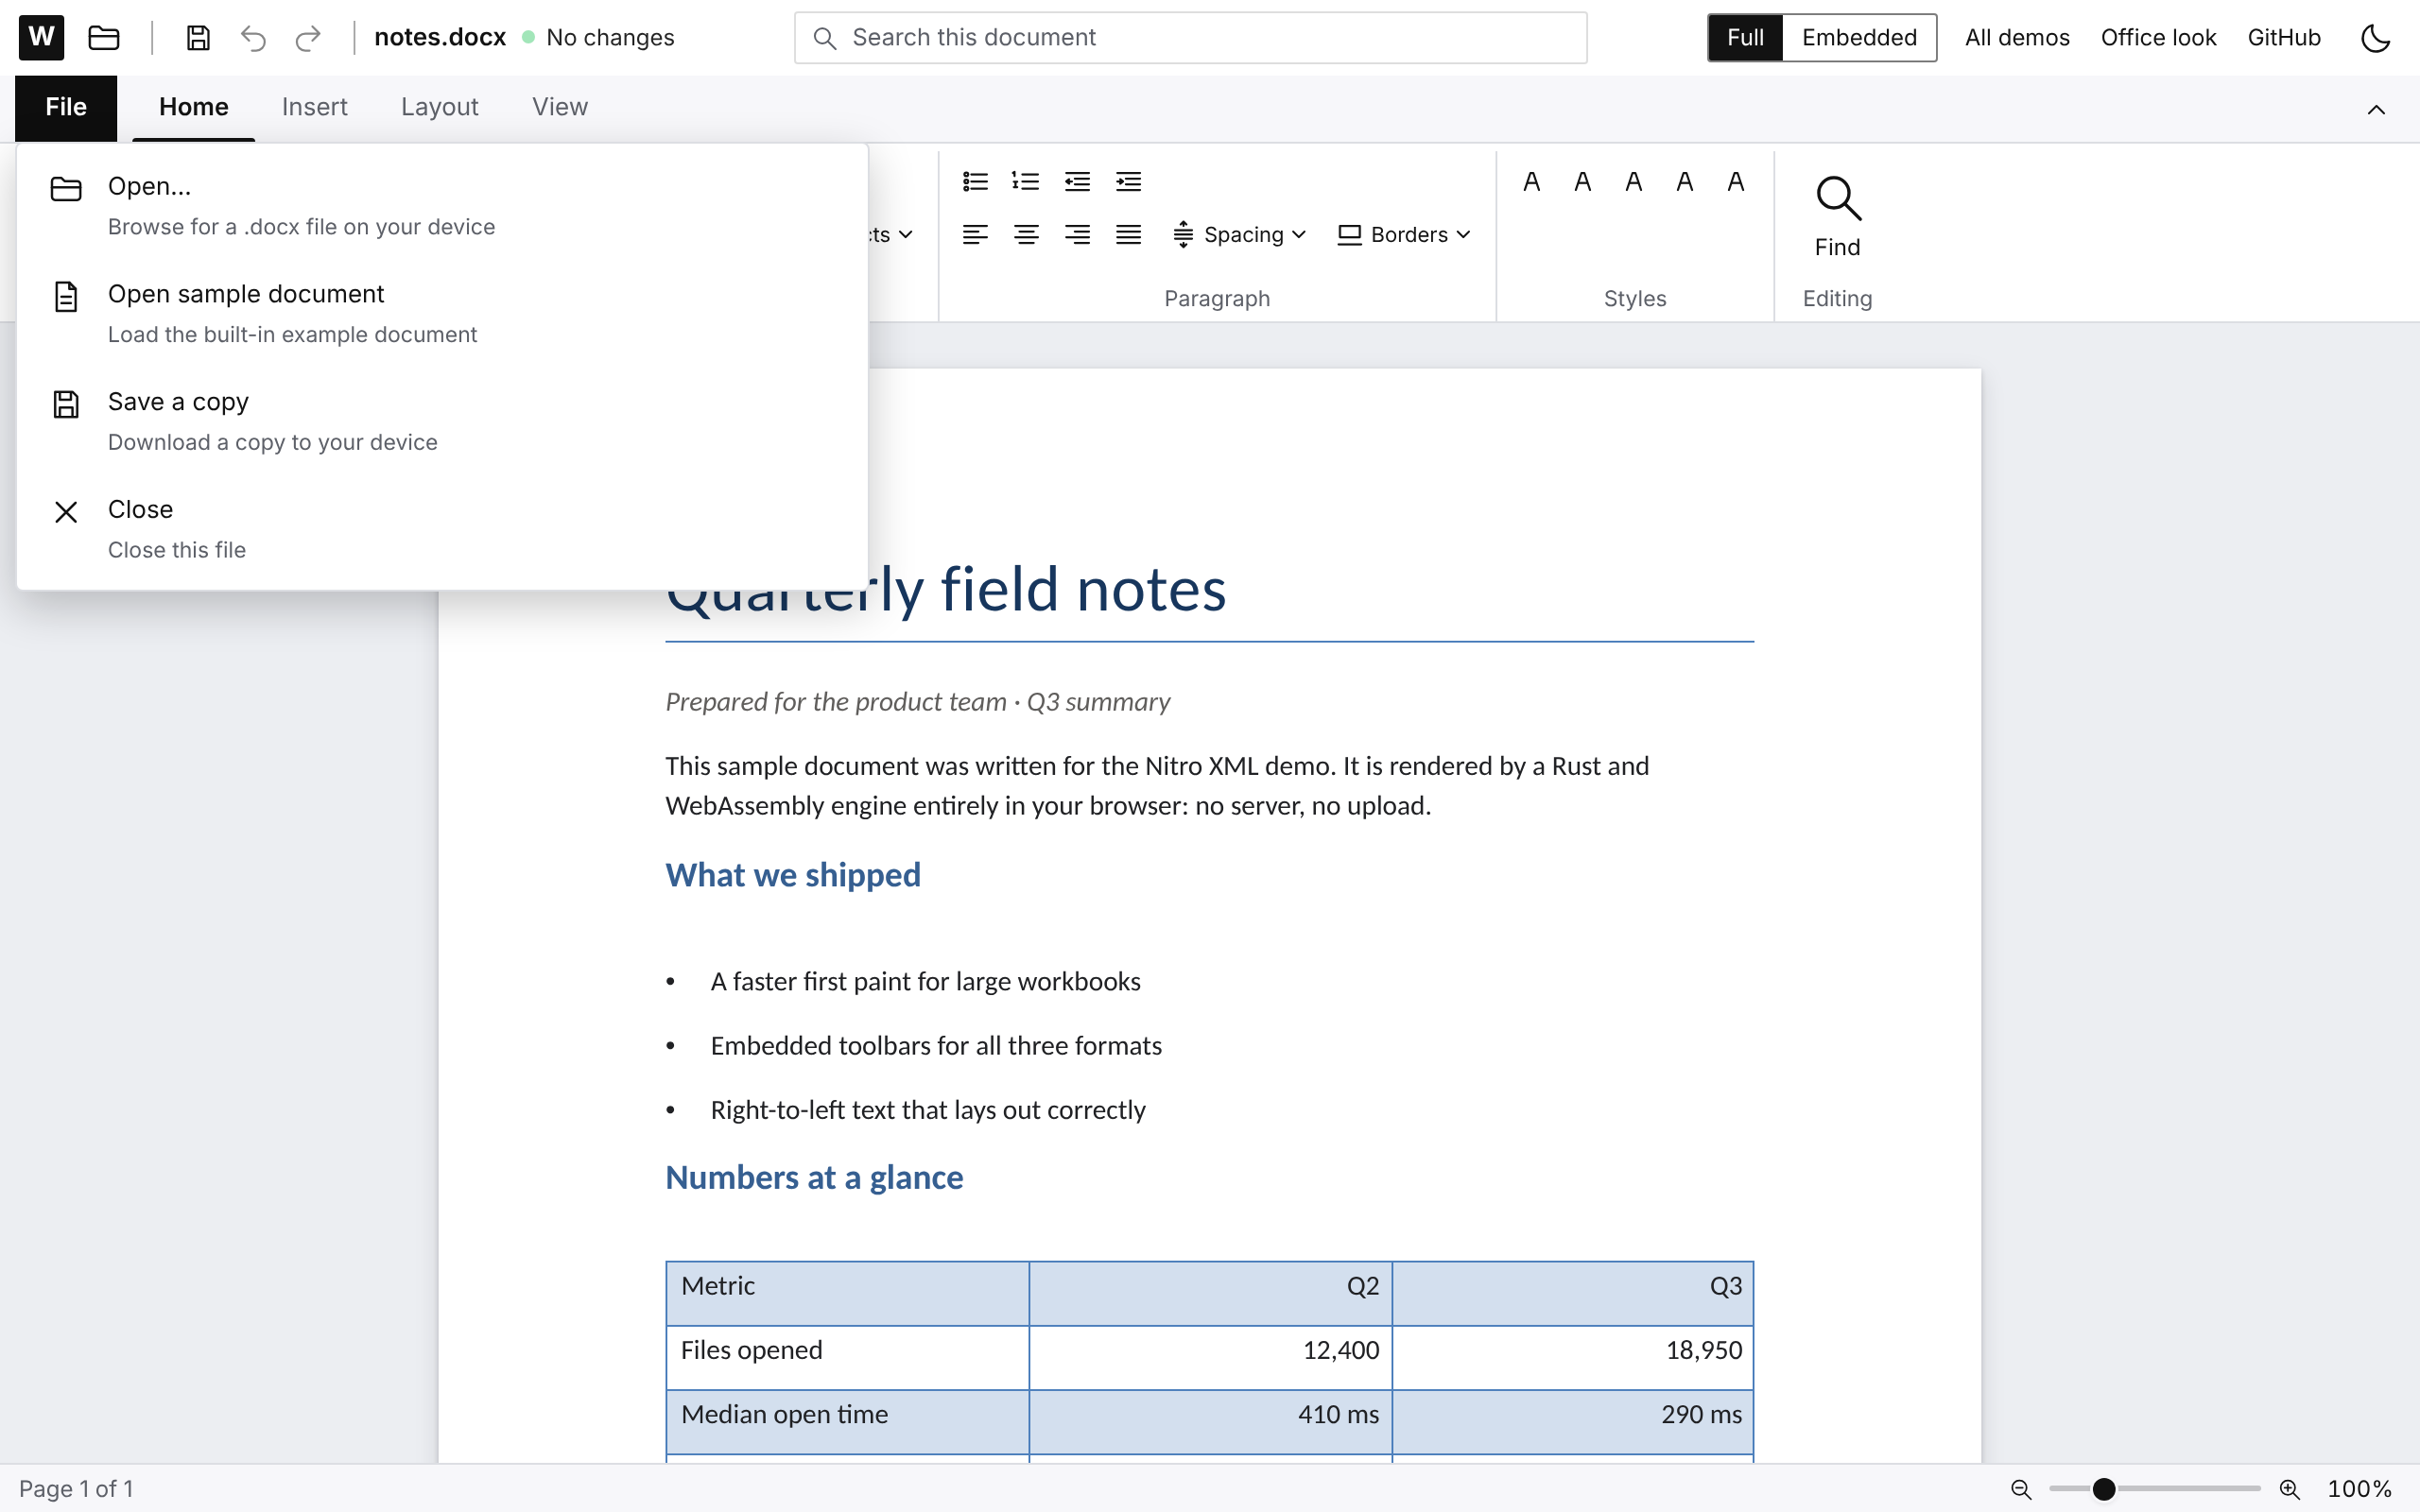 W notes.docx No changes Search this document Full Embedded All demos Office look GitHub
File Home Insert Layout View
Open...
Browse for a .docx file on your device
Open sample document
Load the built-in example document
Save a copy
Download a copy to your device
Close
Close this file
Spacing Borders
Paragraph
A A A A A
Styles
Find
Editing
Quarterly field notes
Prepared for the product team · Q3 summary
This sample document was written for the Nitro XML demo. It is rendered by a Rust and
WebAssembly engine entirely in your browser: no server, no upload.
What we shipped
• A faster first paint for large workbooks
• Embedded toolbars for all three formats
• Right-to-left text that lays out correctly
Numbers at a glance
Metric Q2 Q3
Files opened 12,400 18,950
Median open time 410 ms 290 ms
Page 1 of 1 100%